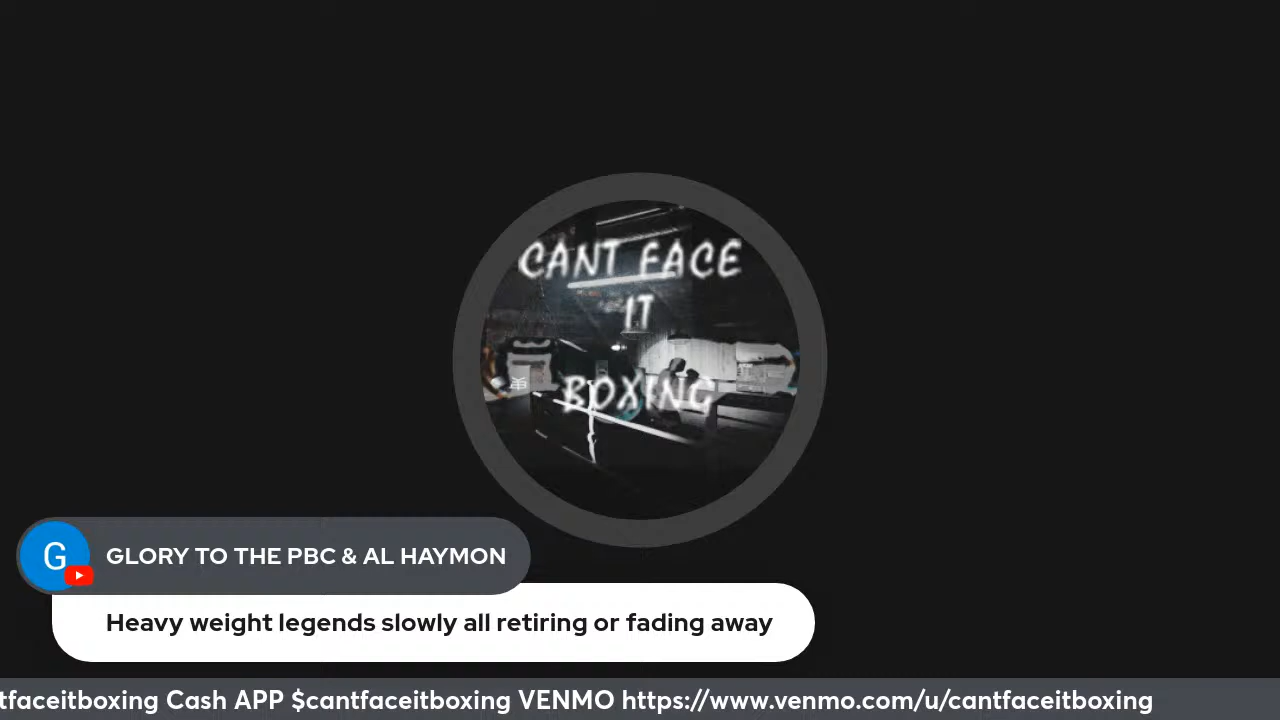 CANT FACE
IT
BOXING
G
GLORY TO THE PBC & AL HAYMON
Heavy weight legends slowly all retiring or fading away
tfaceitboxing Cash APP $cantfaceitboxing VENMO https://www.venmo.com/u/cantfaceitboxing